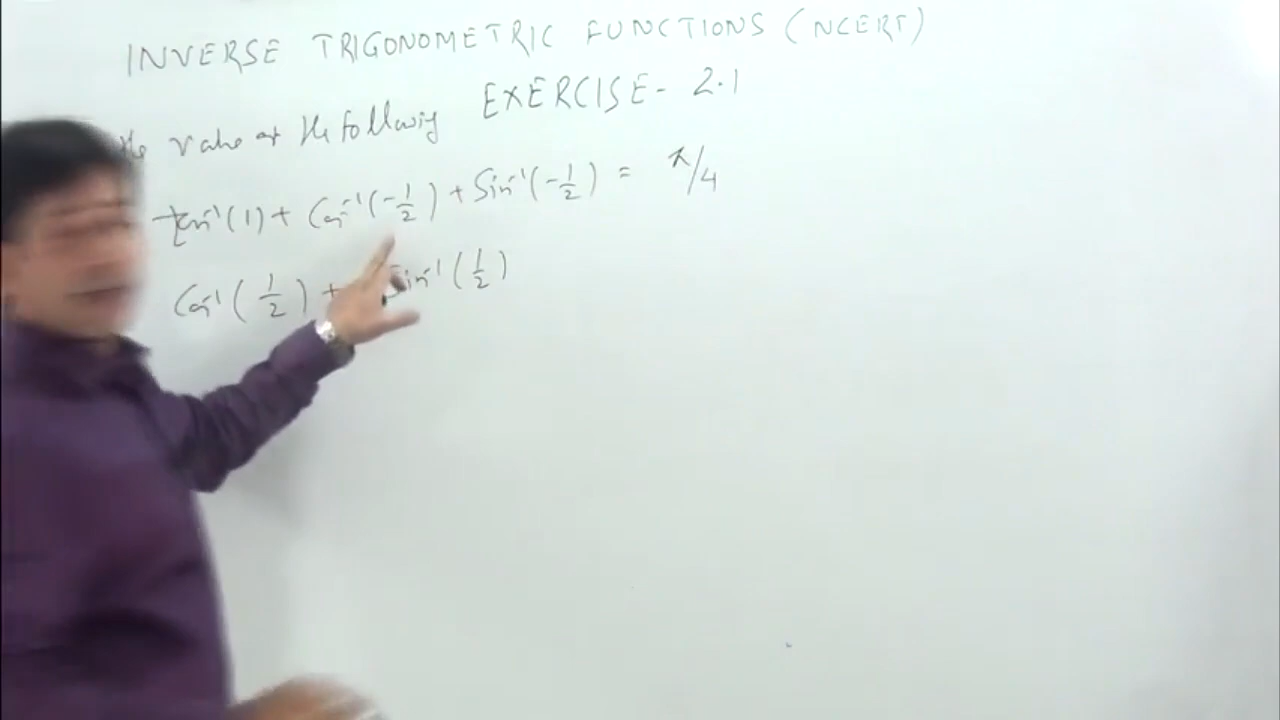 INVERSE TRIGONOMETRIC FUNCTIONS (NCERT)
EXERCISE - 2.1
value of the following
tan⁻¹(1) + Cos⁻¹(-1/2) + Sin⁻¹(-1/2) = π/4
Cos⁻¹(1/2) + Sin⁻¹(1/2)